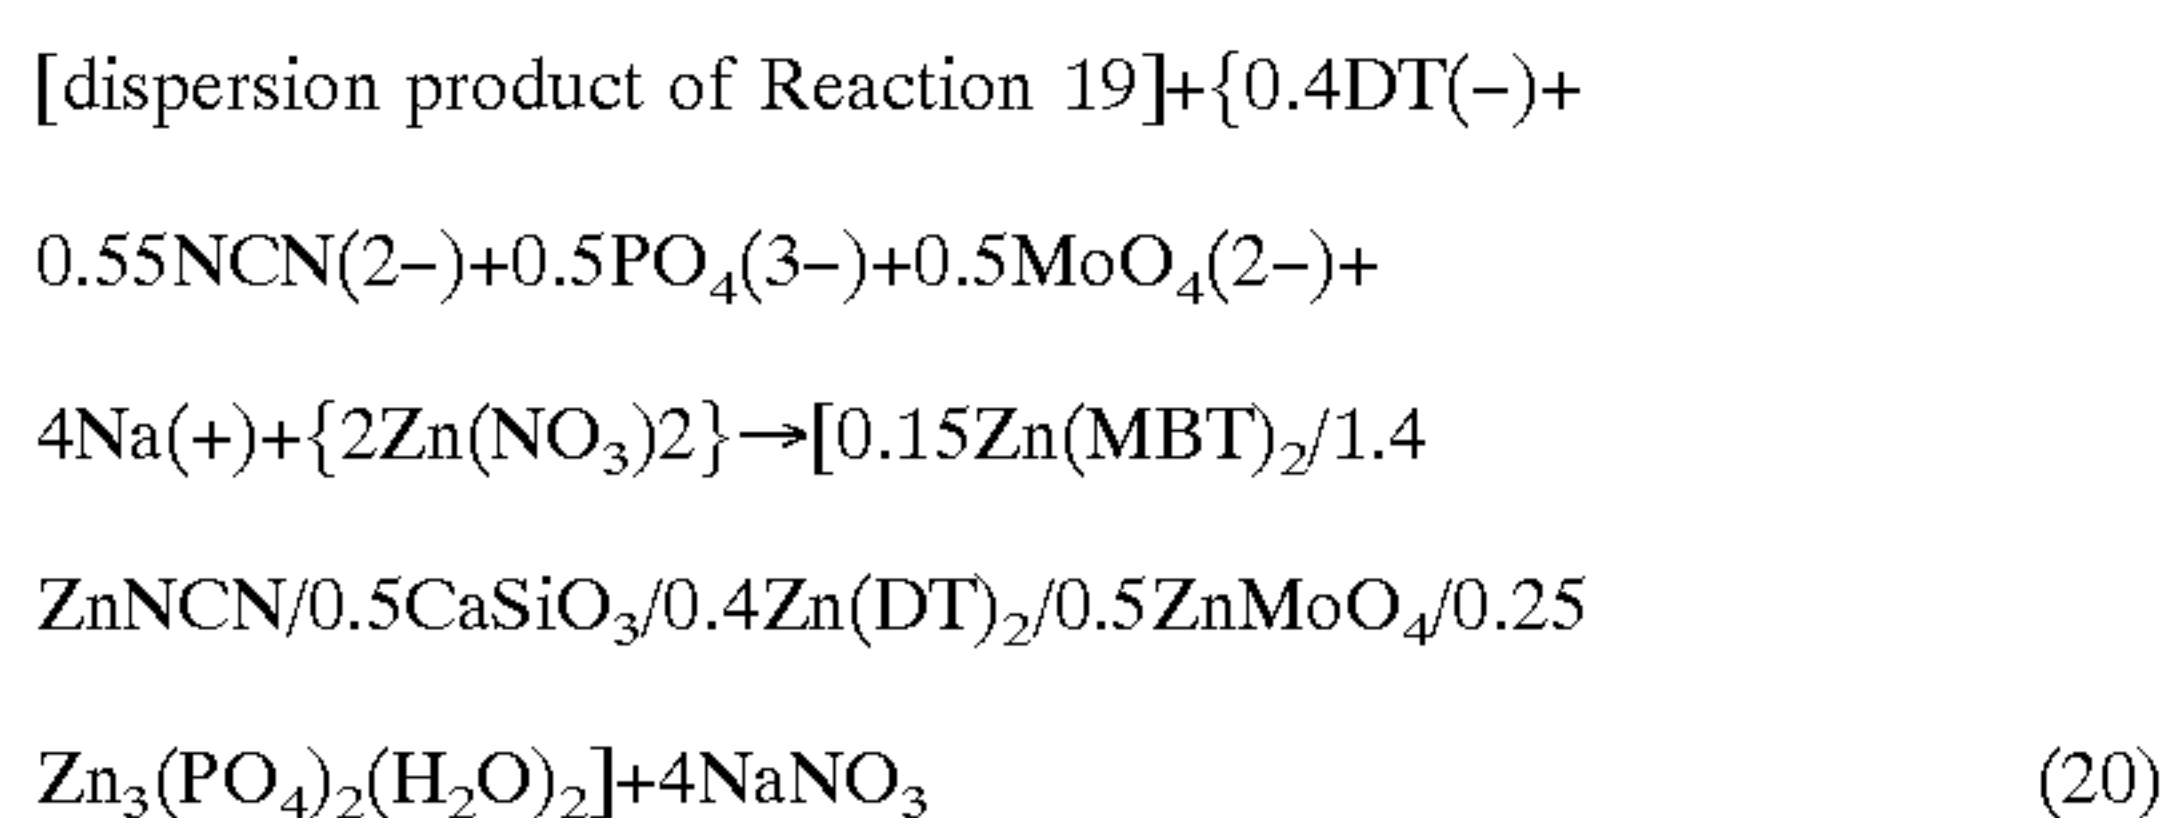 [dispersion product of Reaction 19]+{0.4DT(−)+
0.55NCN(2−)+0.5PO₄(3−)+0.5MoO₄(2−)+
4Na(+)+{2Zn(NO₃)2}→[0.15Zn(MBT)₂/1.4
ZnNCN/0.5CaSiO₃/0.4Zn(DT)₂/0.5ZnMoO₄/0.25
Zn₃(PO₄)₂(H₂O)₂]+4NaNO₃ (20)